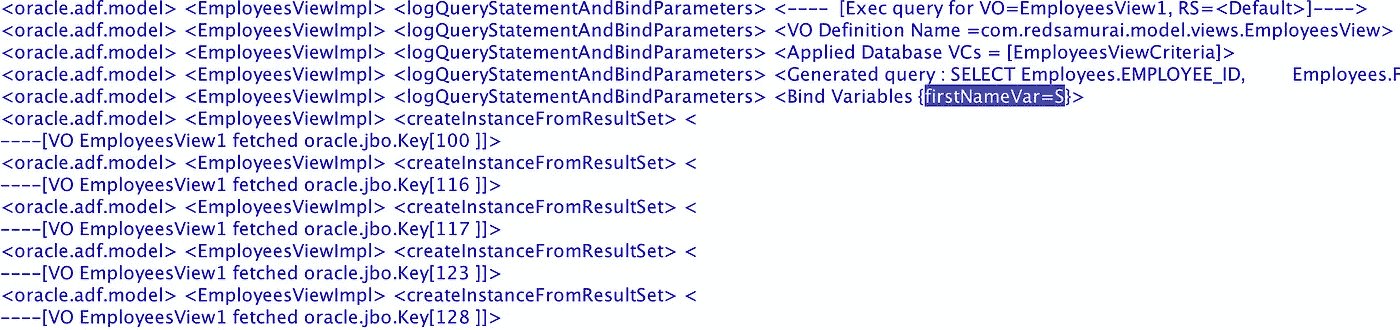 <oracle.adf.model> <EmployeesViewImpl> <logQueryStatementAndBindParameters> <---- [Exec query for VO=EmployeesView1, RS=<Default>]---->
<oracle.adf.model> <EmployeesViewImpl> <logQueryStatementAndBindParameters> <VO Definition Name =com.redsamurai.model.views.EmployeesView>
<oracle.adf.model> <EmployeesViewImpl> <logQueryStatementAndBindParameters> <Applied Database VCs = [EmployeesViewCriteria]>
<oracle.adf.model> <EmployeesViewImpl> <logQueryStatementAndBindParameters> <Generated query : SELECT Employees.EMPLOYEE_ID, Employees.F
<oracle.adf.model> <EmployeesViewImpl> <logQueryStatementAndBindParameters> <Bind Variables {firstNameVar=S}>
<oracle.adf.model> <EmployeesViewImpl> <createInstanceFromResultSet> <
----[VO EmployeesView1 fetched oracle.jbo.Key[100 ]]>
<oracle.adf.model> <EmployeesViewImpl> <createInstanceFromResultSet> <
----[VO EmployeesView1 fetched oracle.jbo.Key[116 ]]>
<oracle.adf.model> <EmployeesViewImpl> <createInstanceFromResultSet> <
----[VO EmployeesView1 fetched oracle.jbo.Key[117 ]]>
<oracle.adf.model> <EmployeesViewImpl> <createInstanceFromResultSet> <
----[VO EmployeesView1 fetched oracle.jbo.Key[123 ]]>
<oracle.adf.model> <EmployeesViewImpl> <createInstanceFromResultSet> <
----[VO EmployeesView1 fetched oracle.jbo.Key[128 ]]>